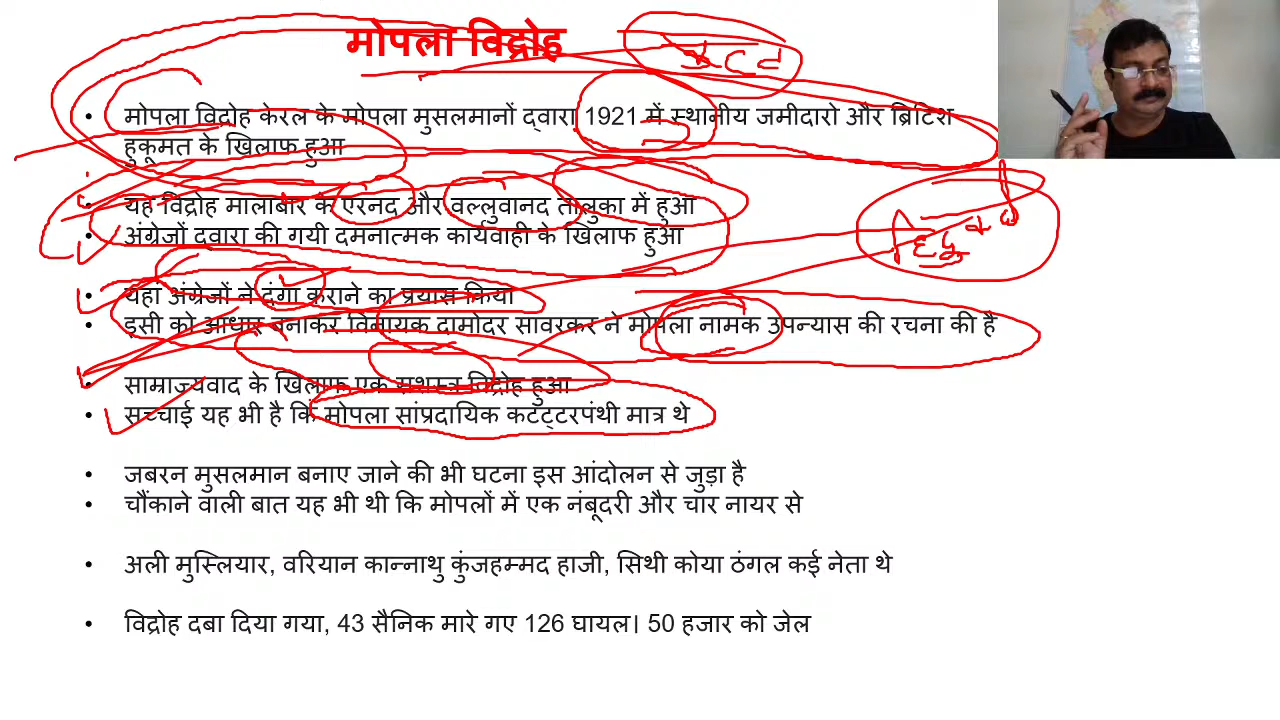 मोपला विद्रोह
• मोपला विद्रोह केरल के मोपला मुसलमानों द्वारा 1921 में स्थानीय जमीदारो और ब्रिटिश
हुकूमत के खिलाफ हुआ
• यह विद्रोह मालाबार के एरनद और वल्लुवानद तालुका में हुआ
• अंग्रेजों द्वारा की गयी दमनात्मक कार्यवाही के खिलाफ हुआ
• यहां अंग्रेजों ने दंगा कराने का प्रयास किया
• इसी को आधार बनाकर विनायक दामोदर सावरकर ने मोपला नामक उपन्यास की रचना की है
• साम्राज्यवाद के खिलाफ एक सशस्त्र विद्रोह हुआ
• सच्चाई यह भी है कि मोपला सांप्रदायिक कटट्टरपंथी मात्र थे
• जबरन मुसलमान बनाए जाने की भी घटना इस आंदोलन से जुड़ा है
• चौंकाने वाली बात यह भी थी कि मोपलों में एक नंबूदरी और चार नायर से
• अली मुस्लियार, वरियान कान्नाथु कुंजहम्मद हाजी, सिथी कोया ठंगल कई नेता थे
• विद्रोह दबा दिया गया, 43 सैनिक मारे गए 126 घायल। 50 हजार को जेल